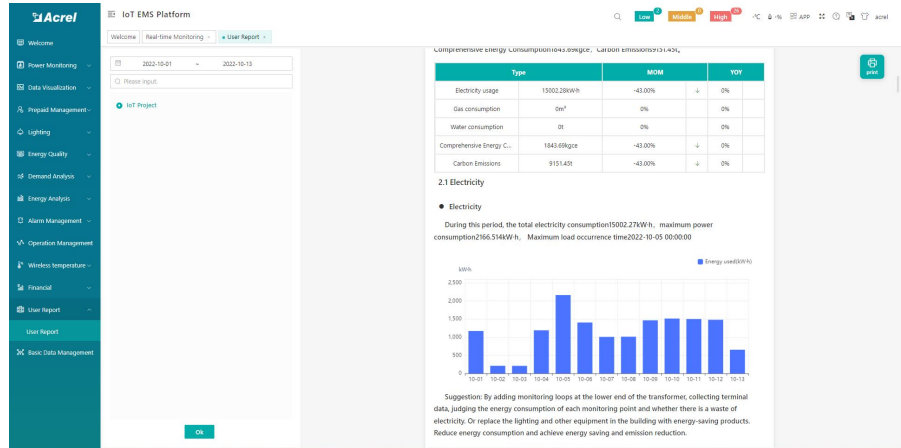 Acrel
IoT EMS Platform
Low 2
Middle 0
High 28
-℃
-%
APP
acrel
Welcome
Real-time Monitoring ×
User Report ×
Welcome
Power Monitoring
Data Visualization
Prepaid Management
Lighting
Energy Quality
Demand Analysis
Energy Analysis
Alarm Management
Operation Management
Wireless temperature
Financial
User Report
User Report
Basic Data Management
2022-10-01 ~ 2022-10-13
Please input.
IoT Project
Ok
print
Comprehensive Energy Consumption1843.69kgce, Carbon Emissions9151.45t,
Type MOM YOY
Electricity usage 15002.28kW·h -43.00% ↓ 0%
Gas consumption 0m³ 0% 0%
Water consumption 0t 0% 0%
Comprehensive Energy C... 1843.69kgce -43.00% ↓ 0%
Carbon Emissions 9151.45t -43.00% ↓ 0%
2.1 Electricity
● Electricity
During this period, the total electricity consumption15002.27kW·h, maximum power
consumption2166.514kW·h, Maximum load occurrence time2022-10-05 00:00:00
Energy used(kW·h)
kW·h
2,500
2,000
1,500
1,000
500
0
10-01 10-02 10-03 10-04 10-05 10-06 10-07 10-08 10-09 10-10 10-11 10-12 10-13
Suggestion: By adding monitoring loops at the lower end of the transformer, collecting terminal
data, judging the energy consumption of each monitoring point and whether there is a waste of
electricity. Or replace the lighting and other equipment in the building with energy-saving products.
Reduce energy consumption and achieve energy saving and emission reduction.